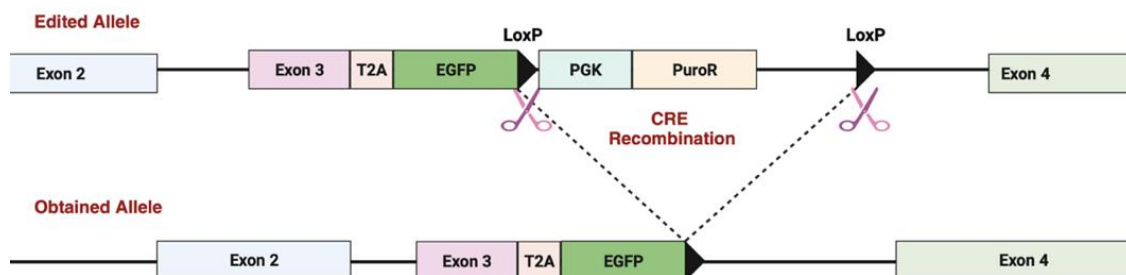 Edited Allele
LoxP
LoxP
Exon 2
Exon 3
T2A
EGFP
PGK
PuroR
Exon 4
CRE
Recombination
Obtained Allele
Exon 2
Exon 3
T2A
EGFP
Exon 4